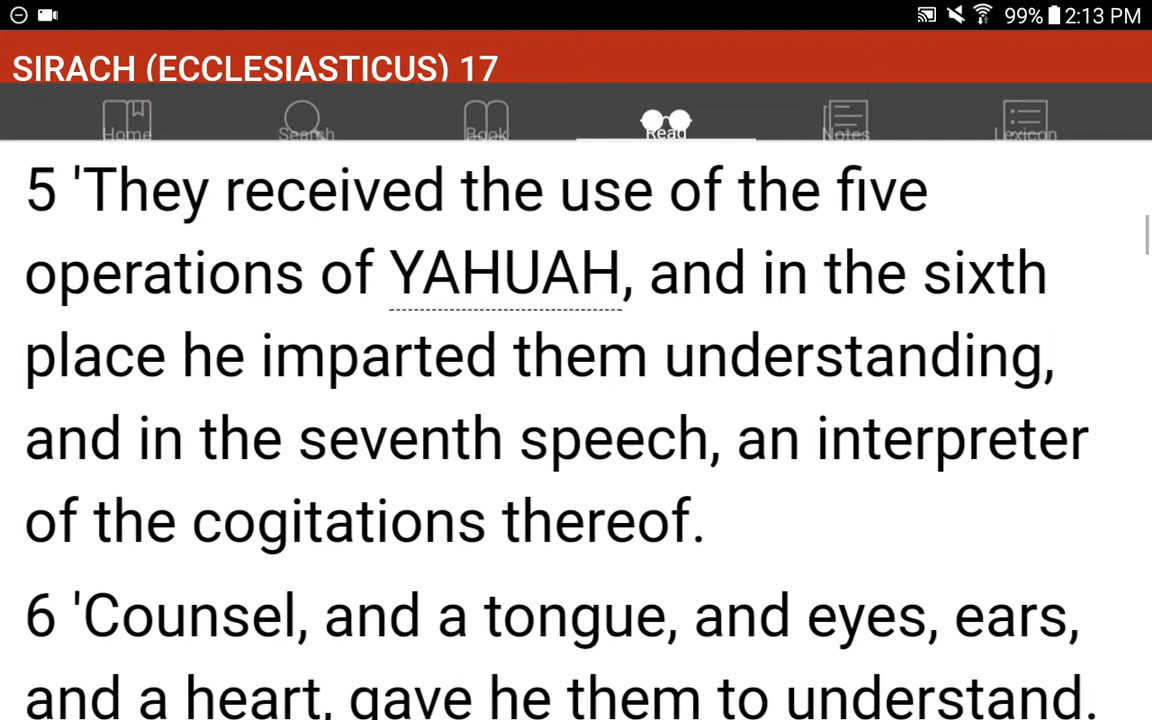 99% 2:13 PM
SIRACH (ECCLESIASTICUS) 17
Home Search Book Read Notes Lexicon
5 'They received the use of the five
operations of YAHUAH, and in the sixth
place he imparted them understanding,
and in the seventh speech, an interpreter
of the cogitations thereof.
6 'Counsel, and a tongue, and eyes, ears,
and a heart, gave he them to understand.